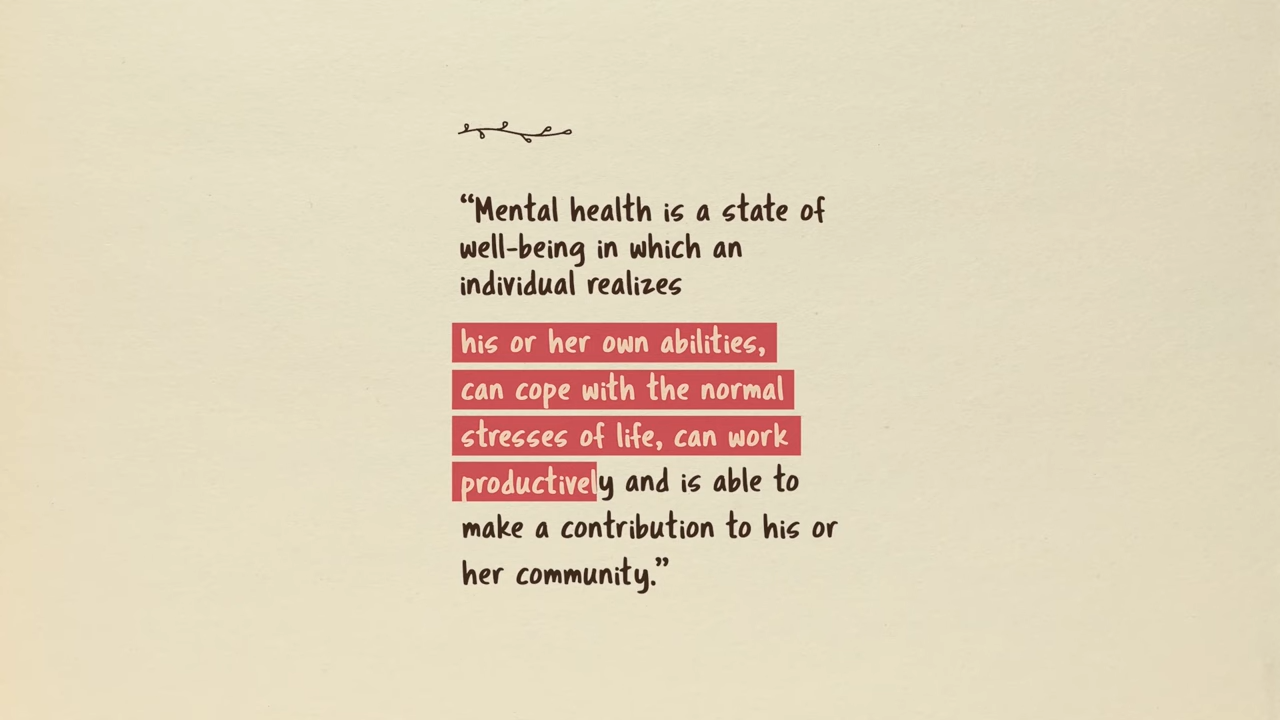 “Mental health is a state of
well-being in which an
individual realizes
his or her own abilities,
can cope with the normal
stresses of life, can work
productively and is able to
make a contribution to his or
her community.”